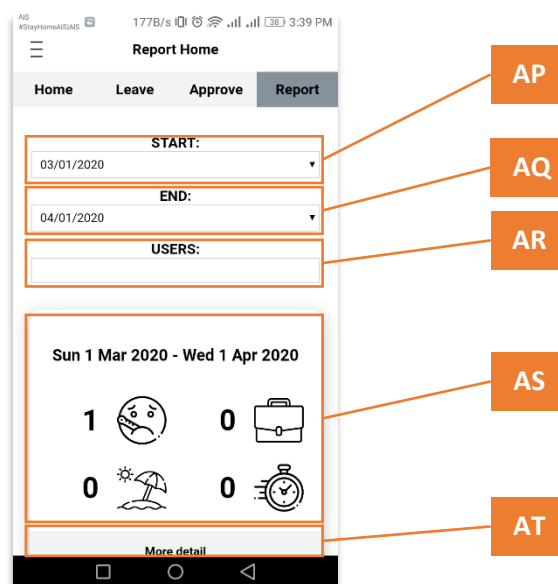 AIS
#StayHomeAIS|AIS
177B/s
38
3:39 PM
Report Home
Home
Leave
Approve
Report
START:
03/01/2020
END:
04/01/2020
USERS:
Sun 1 Mar 2020 - Wed 1 Apr 2020
1
0
0
0
More detail
AP
AQ
AR
AS
AT